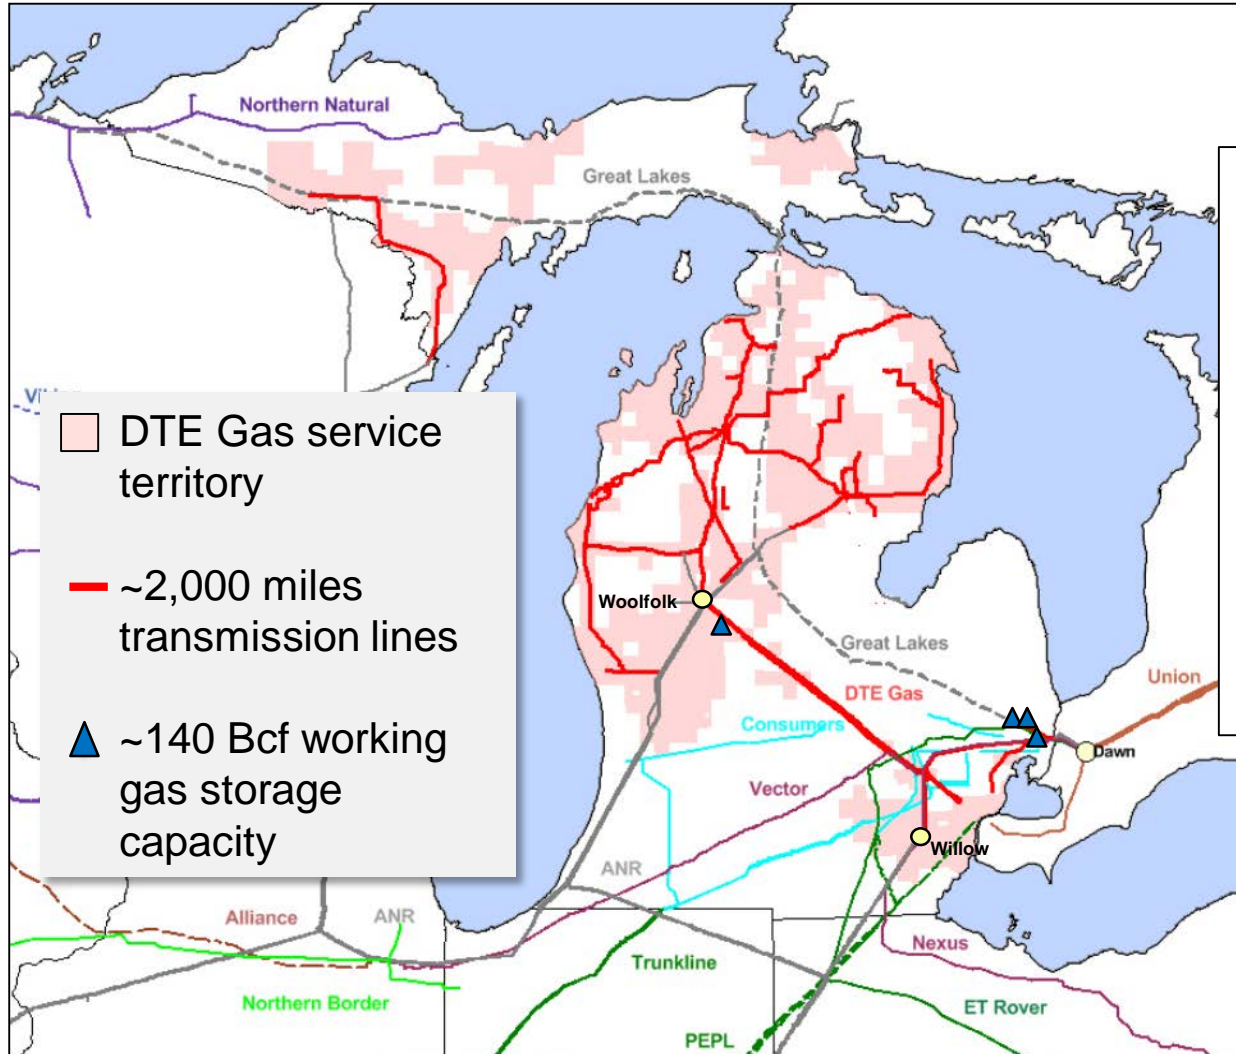 Northern Natural
Great Lakes
DTE Gas service
territory
~2,000 miles
transmission lines
~140 Bcf working
gas storage
capacity
Woolfolk
Great Lakes
DTE Gas
Union
Consumers
Dawn
Vector
Willow
ANR
Alliance
ANR
Nexus
Trunkline
Northern Border
ET Rover
PEPL